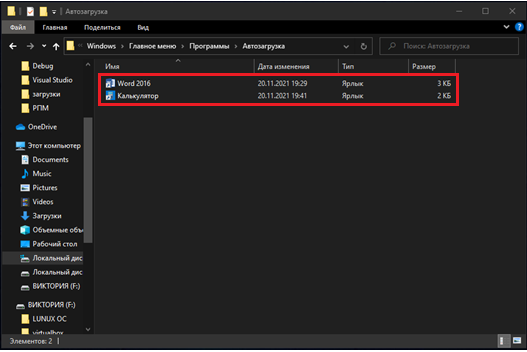 Автозагрузка
Файл Главная Поделиться Вид
Windows Главное меню Программы Автозагрузка
Поиск: Автозагрузка
Имя Дата изменения Тип Размер
Word 2016 20.11.2021 19:29 Ярлык 3 КБ
Калькулятор 20.11.2021 19:41 Ярлык 2 КБ
Debug
Visual Studio
загрузки
РПМ
OneDrive
Этот компьютер
Documents
Music
Pictures
Videos
Загрузки
Объемные объе
Рабочий стол
Локальный дис
Локальный дис
ВИКТОРИЯ (F:)
ВИКТОРИЯ (F:)
LUNUX ОС
virtualbox
Элементов: 2